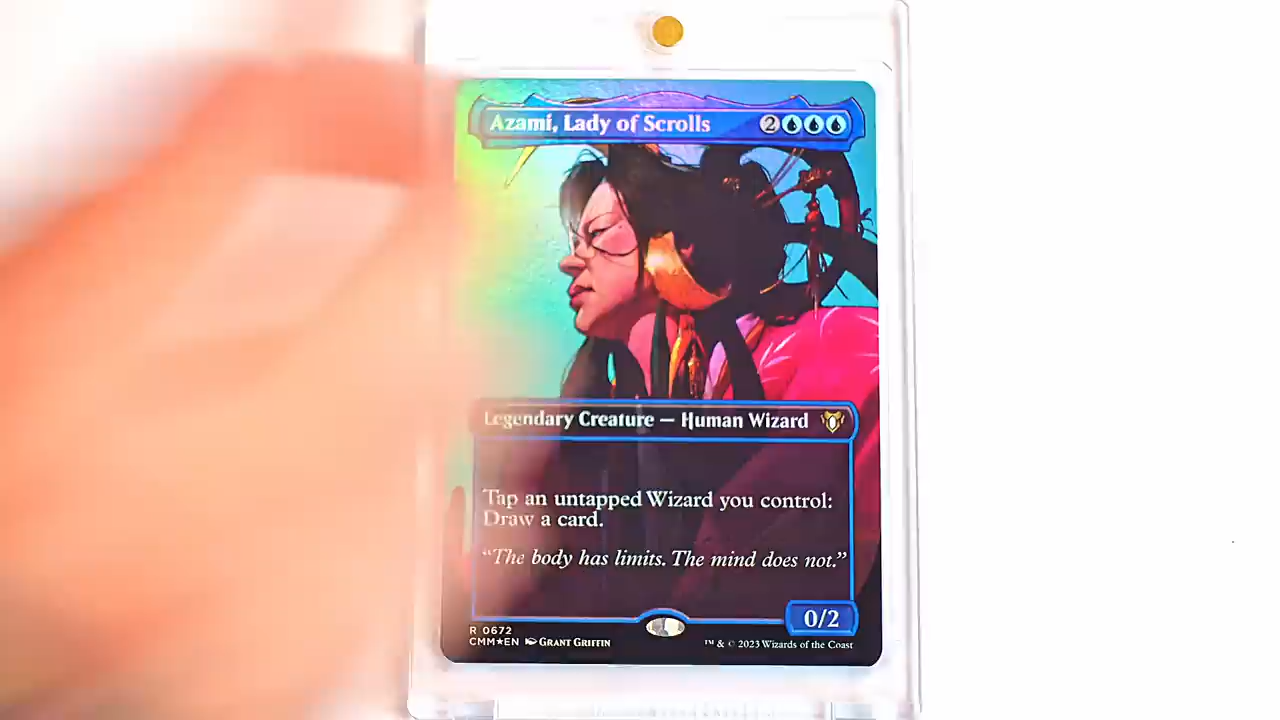 Azami, Lady of Scrolls 2
Legendary Creature — Human Wizard
Tap an untapped Wizard you control:
Draw a card.
“The body has limits. The mind does not.”
0/2
R 0672
CMM★EN GRANT GRIFFIN
™ & © 2023 Wizards of the Coast